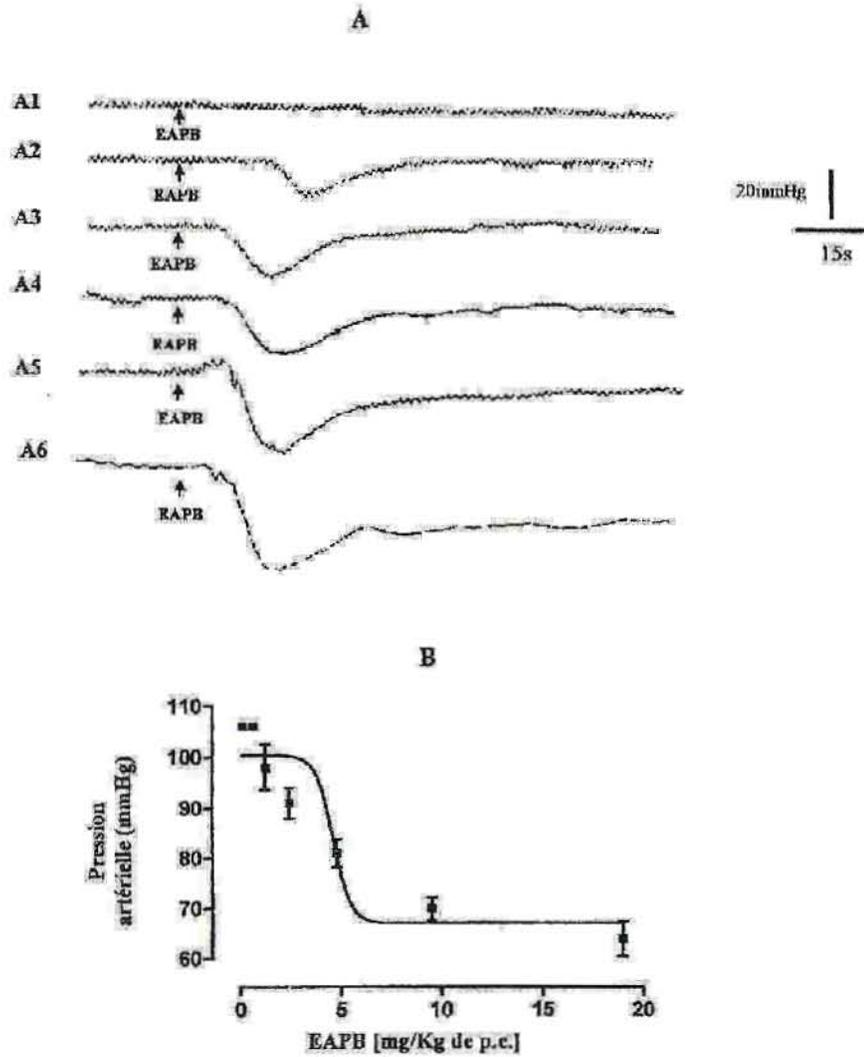 A
A1
EAPB
A2
EAPB
20mmHg
A3
15s
EAPB
A4
EAPB
A5
EAPB
A6
EAPB
B
110
100
90
80
70
60
Pression
artérielle (mmHg)
0 5 10 15 20
EAPB [mg/Kg de p.c.]